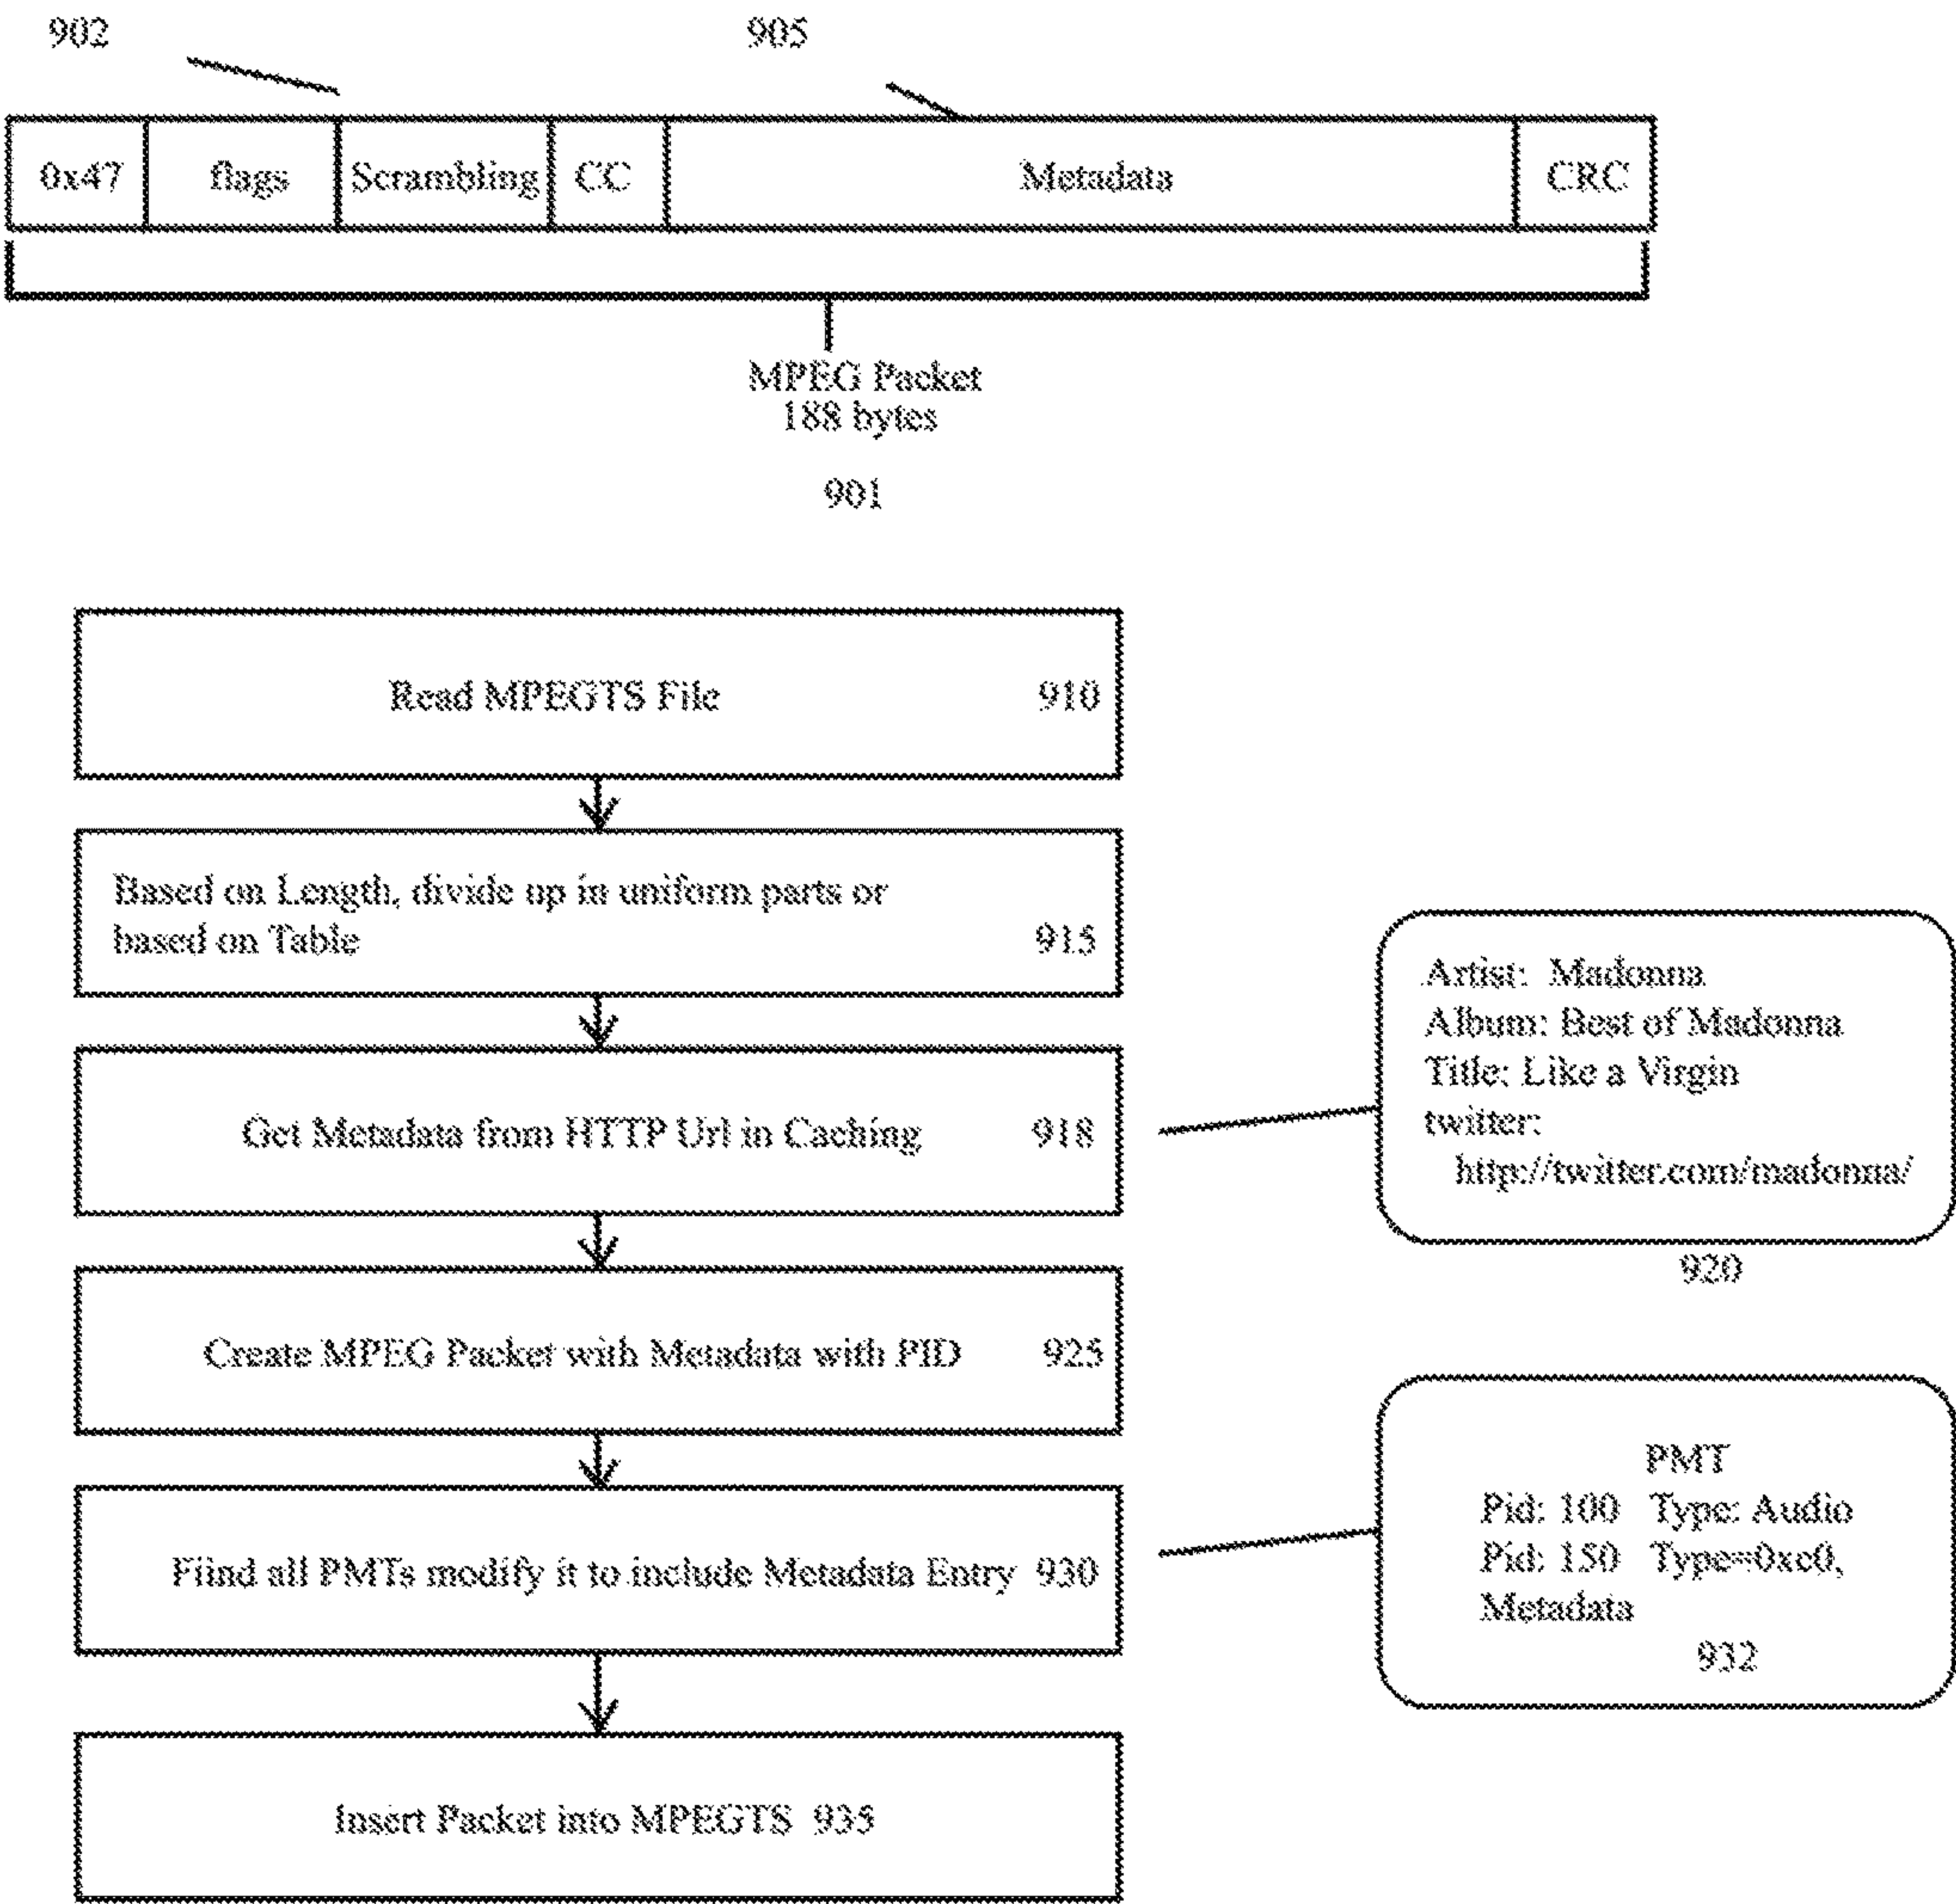 902
905
0x47 flags Scrambling CC Metadata CRC
MPEG Packet
188 bytes
901
Read MPEGTS File 910
Based on Length, divide up in uniform parts or
based on Table 915
Get Metadata from HTTP Url in Caching 918
Artist: Madonna
Album: Best of Madonna
Title: Like a Virgin
twitter:
http://twitter.com/madonna/
920
Create MPEG Packet with Metadata with PID 925
Fiind all PMTs modify it to include Metadata Entry 930
PMT
Pid: 100 Type: Audio
Pid: 150 Type=0xc0,
Metadata
932
Insert Packet into MPEGTS 935